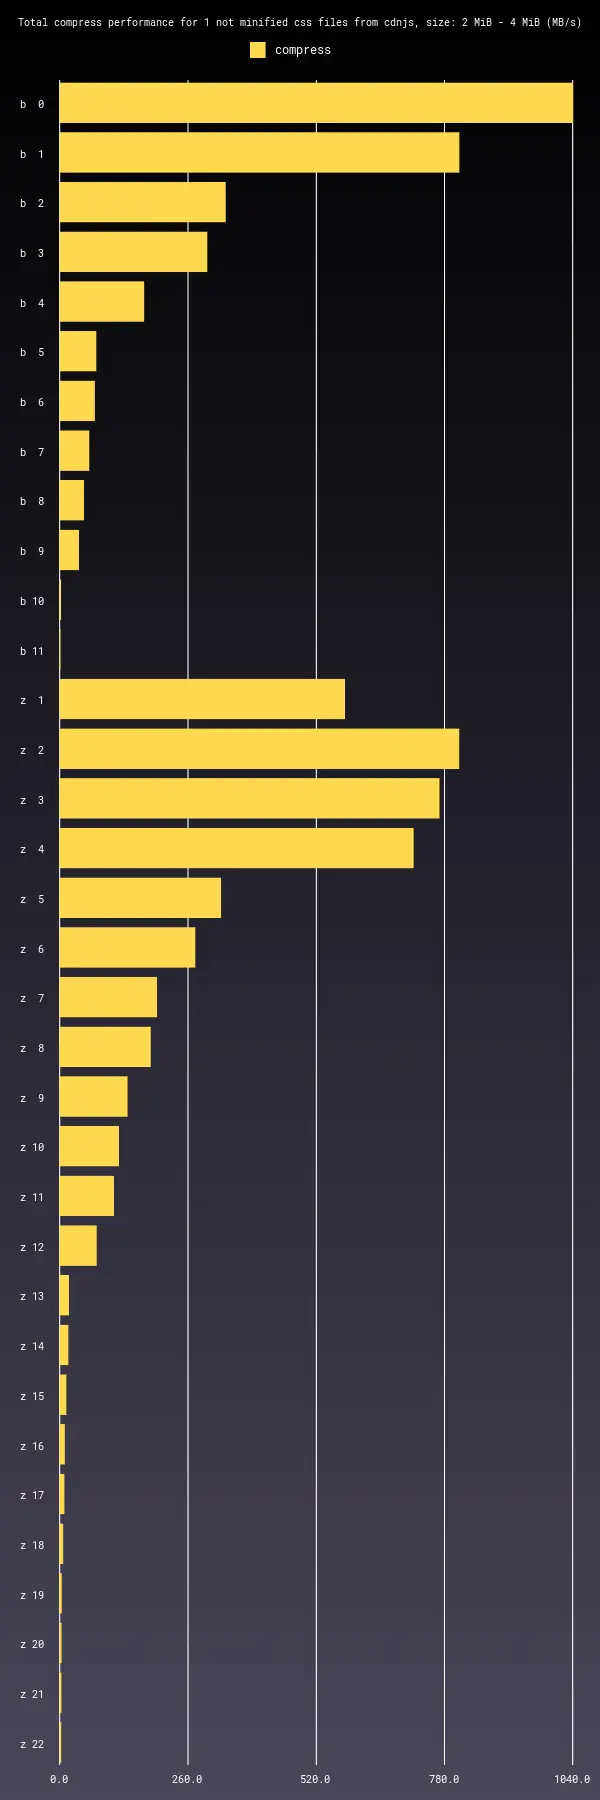 Total compress performance for 1 not minified css files from cdnjs, size: 2 MiB - 4 MiB (MB/s)
compress
b 0
b 1
b 2
b 3
b 4
b 5
b 6
b 7
b 8
b 9
b 10
b 11
z 1
z 2
z 3
z 4
z 5
z 6
z 7
z 8
z 9
z 10
z 11
z 12
z 13
z 14
z 15
z 16
z 17
z 18
z 19
z 20
z 21
z 22
0.0 260.0 520.0 780.0 1040.0